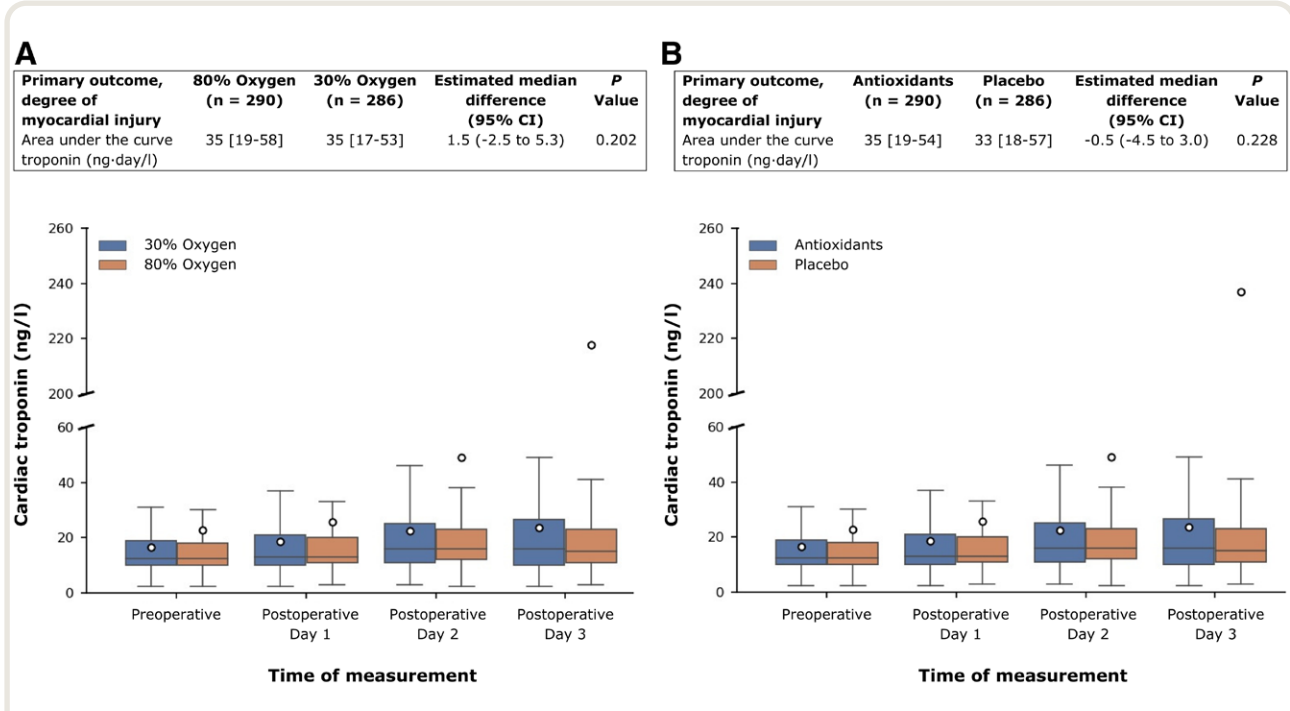 A
Primary outcome, 80% Oxygen 30% Oxygen Estimated median P
degree of (n = 290) (n = 286) difference Value
myocardial injury (95% CI)
Area under the curve 35 [19-58] 35 [17-53] 1.5 (-2.5 to 5.3) 0.202
troponin (ng·day/l)
260
240
220
200
60
40
20
0
Cardiac troponin (ng/l)
30% Oxygen
80% Oxygen
Preoperative Postoperative Postoperative Postoperative
Day 1 Day 2 Day 3
Time of measurement
B
Primary outcome, Antioxidants Placebo Estimated median P
degree of (n = 290) (n = 286) difference Value
myocardial injury (95% CI)
Area under the curve 35 [19-54] 33 [18-57] -0.5 (-4.5 to 3.0) 0.228
troponin (ng·day/l)
260
240
220
200
60
40
20
0
Cardiac troponin (ng/l)
Antioxidants
Placebo
Preoperative Postoperative Postoperative Postoperative
Day 1 Day 2 Day 3
Time of measurement